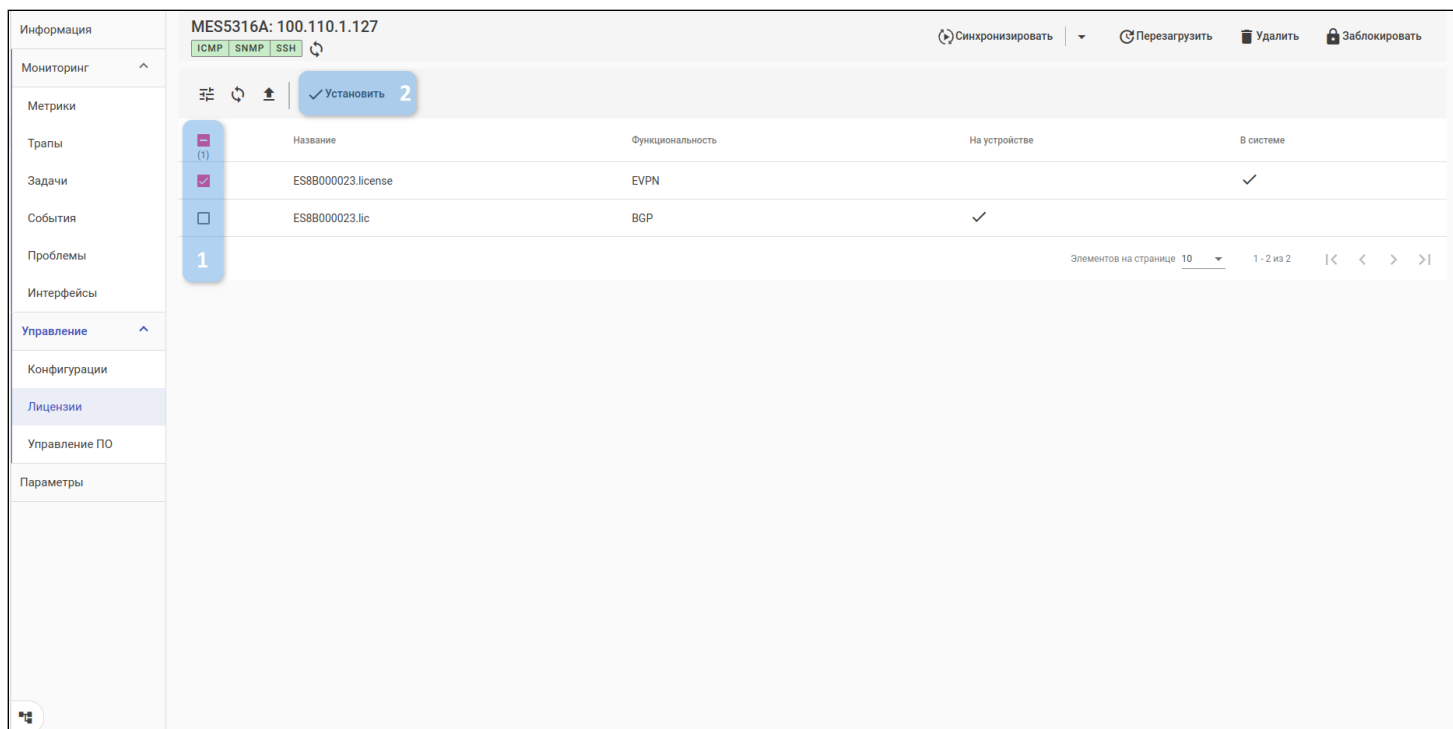 Информация
Мониторинг
Метрики
Трапы
Задачи
События
Проблемы
Интерфейсы
Управление
Конфигурации
Лицензии
Управление ПО
Параметры
MES5316A: 100.110.1.127
ICMP SNMP SSH
Синхронизировать Перезагрузить Удалить Заблокировать
Установить 2
(1) Название Функциональность На устройстве В системе
ES8B000023.license EVPN
ES8B000023.lic BGP
1
Элементов на странице 10 1 - 2 из 2